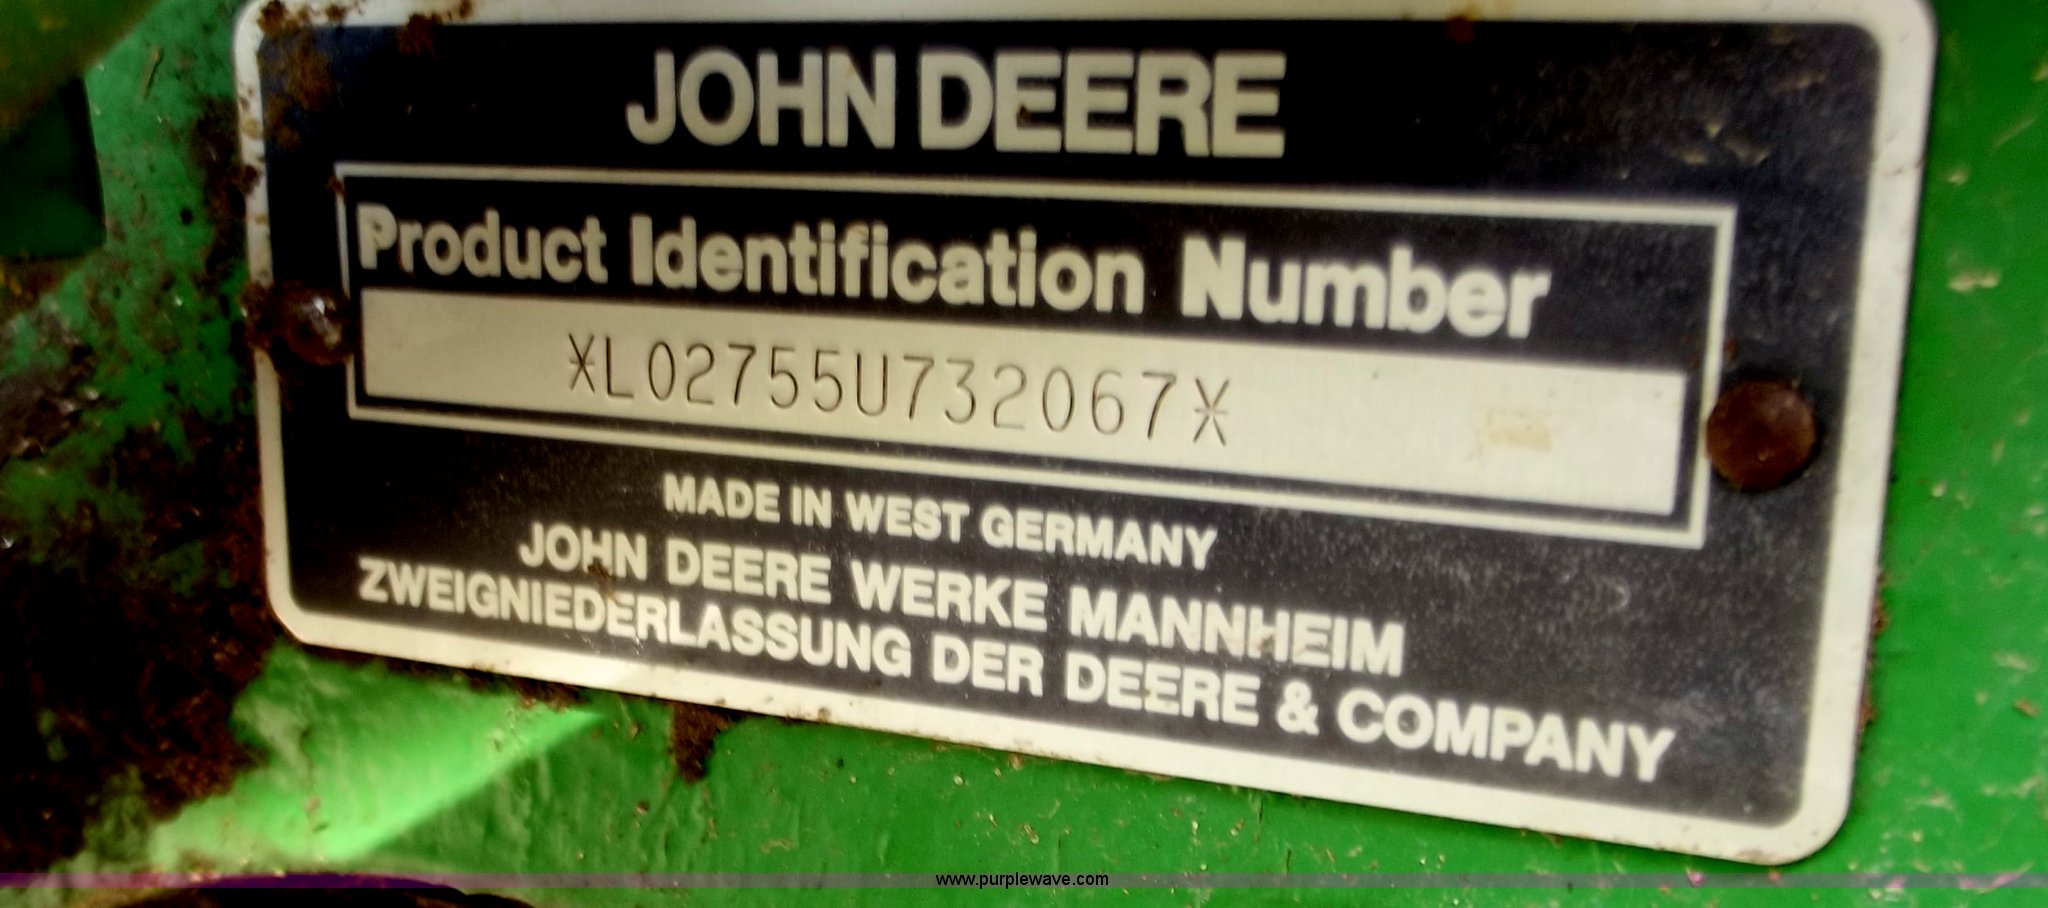 JOHN DEERE
Product Identification Number
*L02755U732067*
MADE IN WEST GERMANY
JOHN DEERE WERKE MANNHEIM
ZWEIGNIEDERLASSUNG DER DEERE & COMPANY
www.purplewave.com